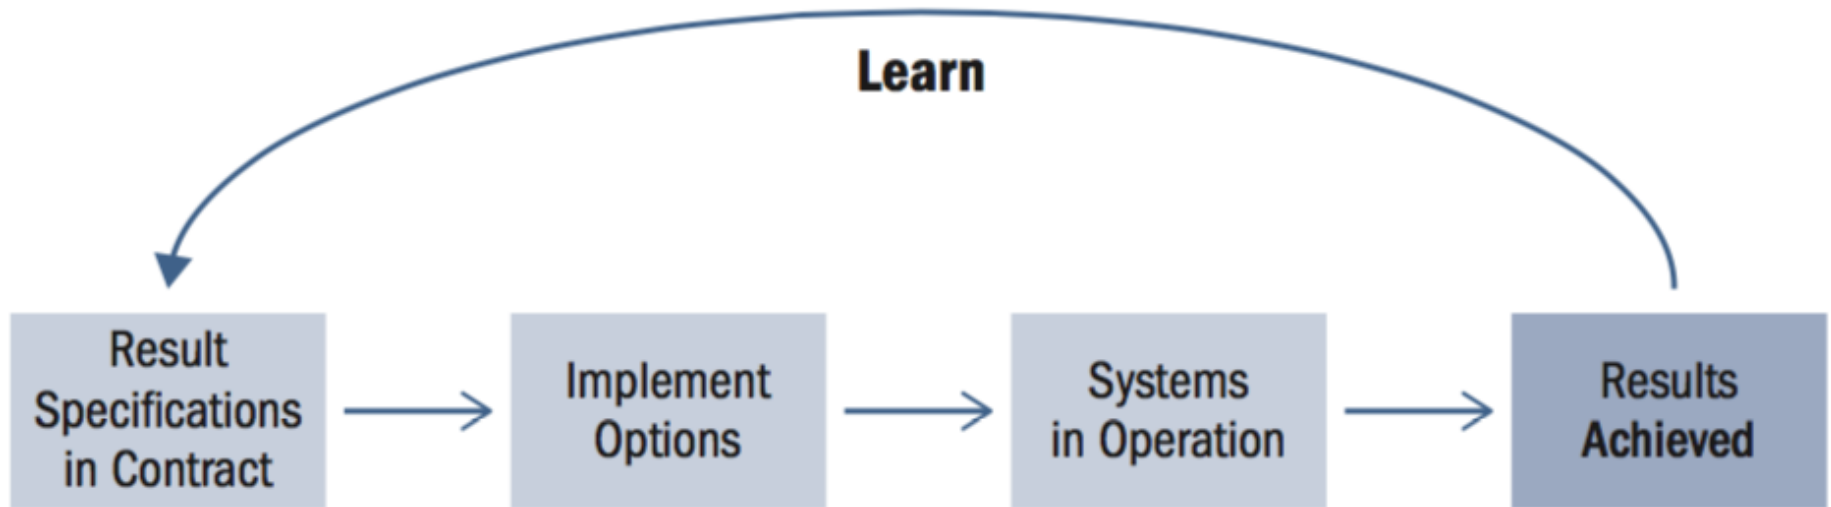 Learn
Result
Specifications
in Contract
Implement
Options
Systems
in Operation
Results
Achieved